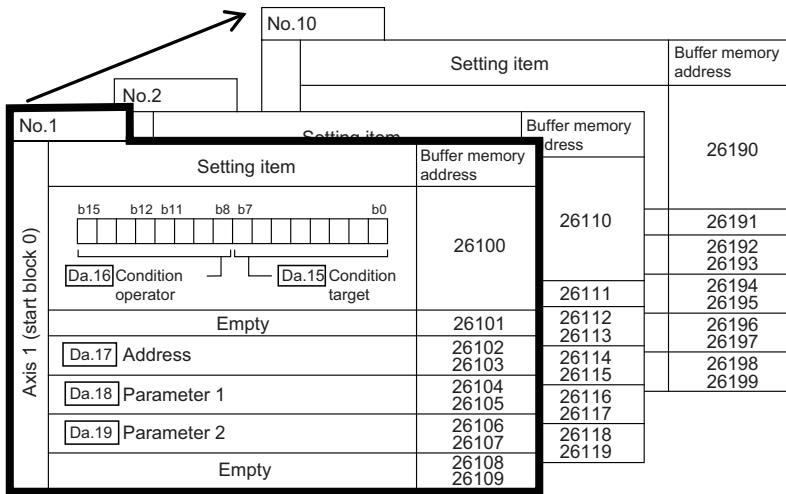 No.10
Setting item
Buffer memory
address
26190
26191
26192
26193
26194
26195
26196
26197
26198
26199
No.2
Setting item
Buffer memory
address
26110
26111
26112
26113
26114
26115
26116
26117
26118
26119
No.1
Axis 1 (start block 0)
Setting item
Buffer memory
address
b15 b12 b11 b8 b7 b0
Da.16 Condition
operator
Da.15 Condition
target
26100
Empty
26101
Da.17 Address
26102
26103
Da.18 Parameter 1
26104
26105
Da.19 Parameter 2
26106
26107
Empty
26108
26109